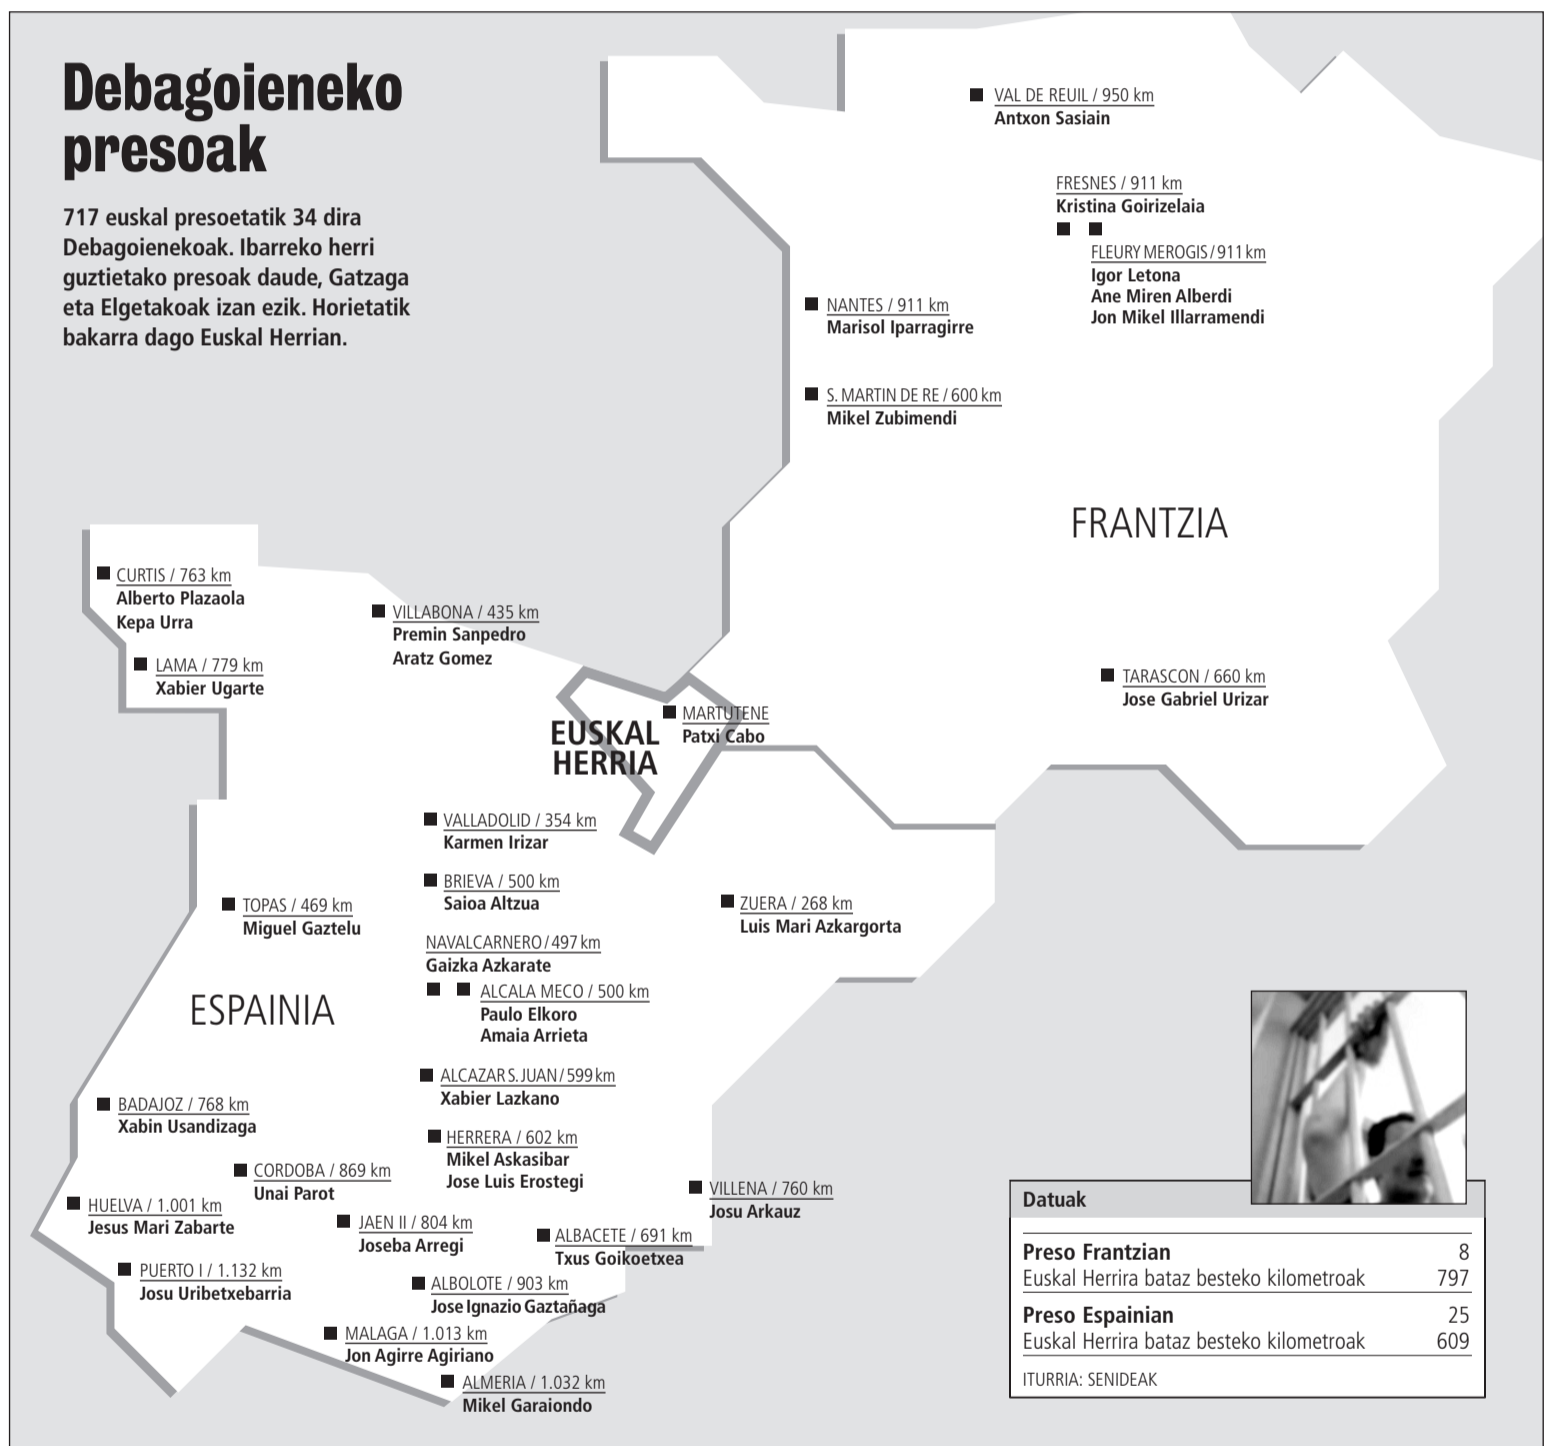 Debagoieneko
presoak
717 euskal presoetatik 34 dira
Debagoienekoak. Ibarreko herri
guztietako presoak daude, Gatzaga
eta Elgetakoak izan ezik. Horietatik
bakarra dago Euskal Herrian.
VAL DE REUIL / 950 km
Antxon Sasiain
FRESNES / 911 km
Kristina Goirizelaia
FLEURY MEROGIS / 911 km
Igor Letona
Ane Miren Alberdi
Jon Mikel Illarramendi
NANTES / 911 km
Marisol Iparragirre
S. MARTIN DE RE / 600 km
Mikel Zubimendi
FRANTZIA
TARASCON / 660 km
Jose Gabriel Urizar
CURTIS / 763 km
Alberto Plazaola
Kepa Urra
LAMA / 779 km
Xabier Ugarte
VILLABONA / 435 km
Premin Sanpedro
Aratz Gomez
EUSKAL
HERRIA
MARTUTENE
Patxi Cabo
VALLADOLID / 354 km
Karmen Irizar
BRIEVA / 500 km
Saioa Altzua
TOPAS / 469 km
Miguel Gaztelu
ZUERA / 268 km
Luis Mari Azkargorta
NAVALCARNERO / 497 km
Gaizka Azkarate
ALCALA MECO / 500 km
Paulo Elkoro
Amaia Arrieta
ESPAINIA
ALCAZAR S. JUAN / 599 km
Xabier Lazkano
BADAJOZ / 768 km
Xabin Usandizaga
HERRERA / 602 km
Mikel Askasibar
Jose Luis Erostegi
CORDOBA / 869 km
Unai Parot
VILLENA / 760 km
Josu Arkauz
HUELVA / 1.001 km
Jesus Mari Zabarte
JAEN II / 804 km
Joseba Arregi
ALBACETE / 691 km
Txus Goikoetxea
PUERTO I / 1.132 km
Josu Uribetxebarria
ALBOLOTE / 903 km
Jose Ignazio Gaztañaga
MALAGA / 1.013 km
Jon Agirre Agiriano
ALMERIA / 1.032 km
Mikel Garaiondo
Datuak
Preso Frantzian 8
Euskal Herrira bataz besteko kilometroak 797
Preso Espainian 25
Euskal Herrira bataz besteko kilometroak 609
ITURRIA: SENIDEAK